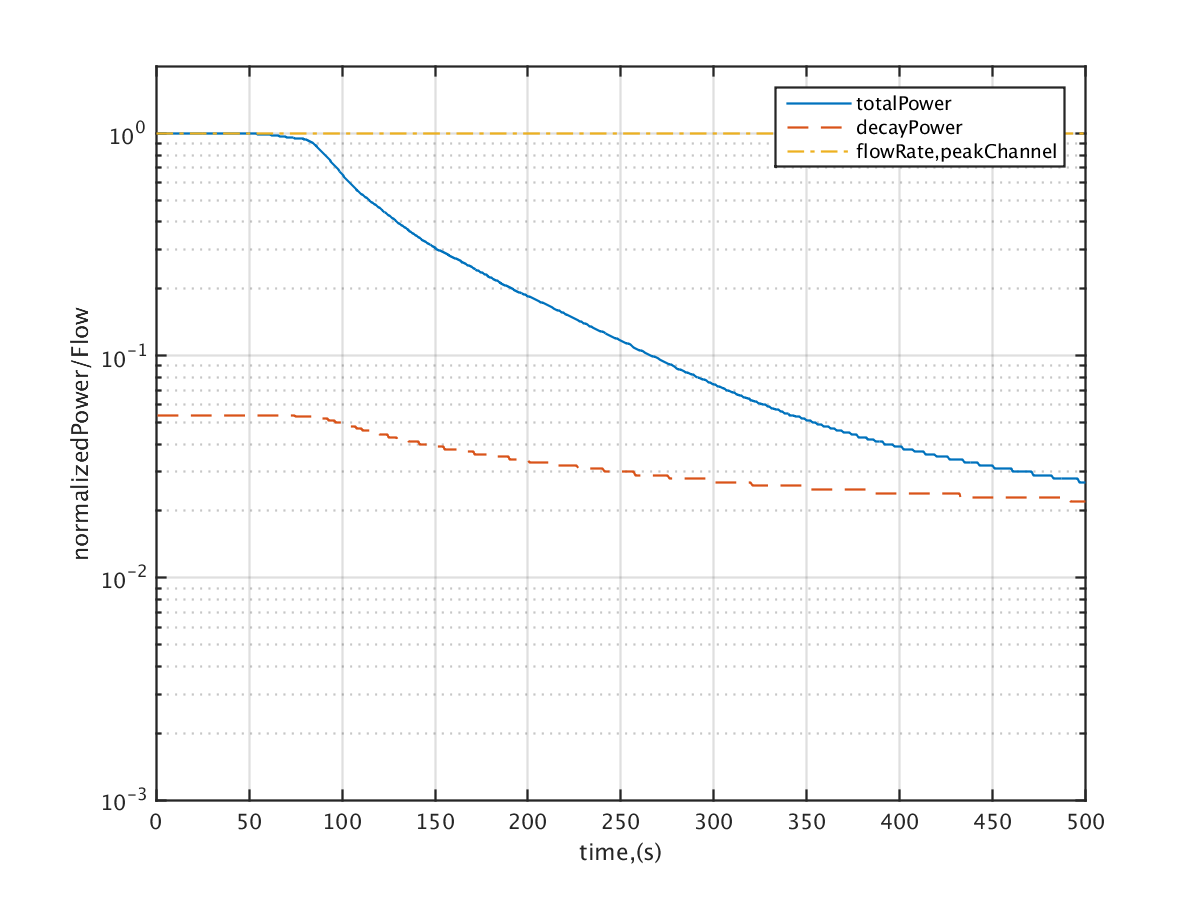 totalPower
decayPower
flowRate,peakChannel
10^0
10^-1
10^-2
10^-3
normalizedPower/Flow
0 50 100 150 200 250 300 350 400 450 500
time,(s)